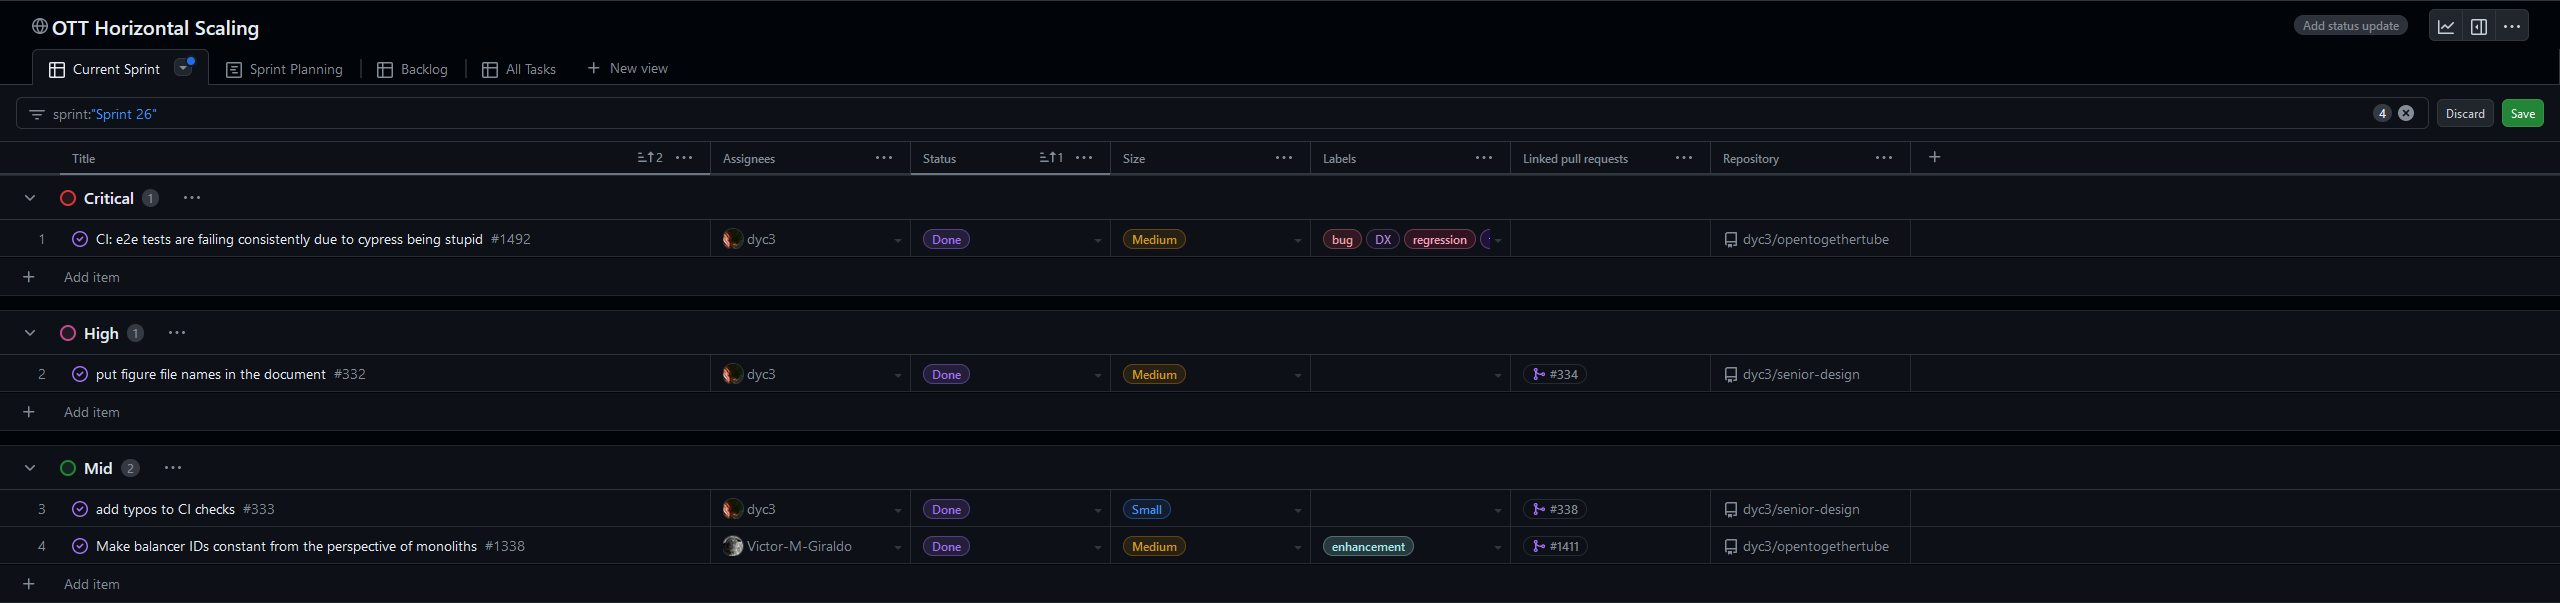 OTT Horizontal Scaling
Add status update
Current Sprint
Sprint Planning
Backlog
All Tasks
New view
sprint:"Sprint 26"
4
Discard
Save
Title 2 Assignees Status 1 Size Labels Linked pull requests Repository
Critical 1
1 CI: e2e tests are failing consistently due to cypress being stupid #1492 dyc3 Done Medium bug DX regression dyc3/opentogethertube
Add item
High 1
2 put figure file names in the document #332 dyc3 Done Medium #334 dyc3/senior-design
Add item
Mid 2
3 add typos to CI checks #333 dyc3 Done Small #338 dyc3/senior-design
4 Make balancer IDs constant from the perspective of monoliths #1338 Victor-M-Giraldo Done Medium enhancement #1411 dyc3/opentogethertube
Add item